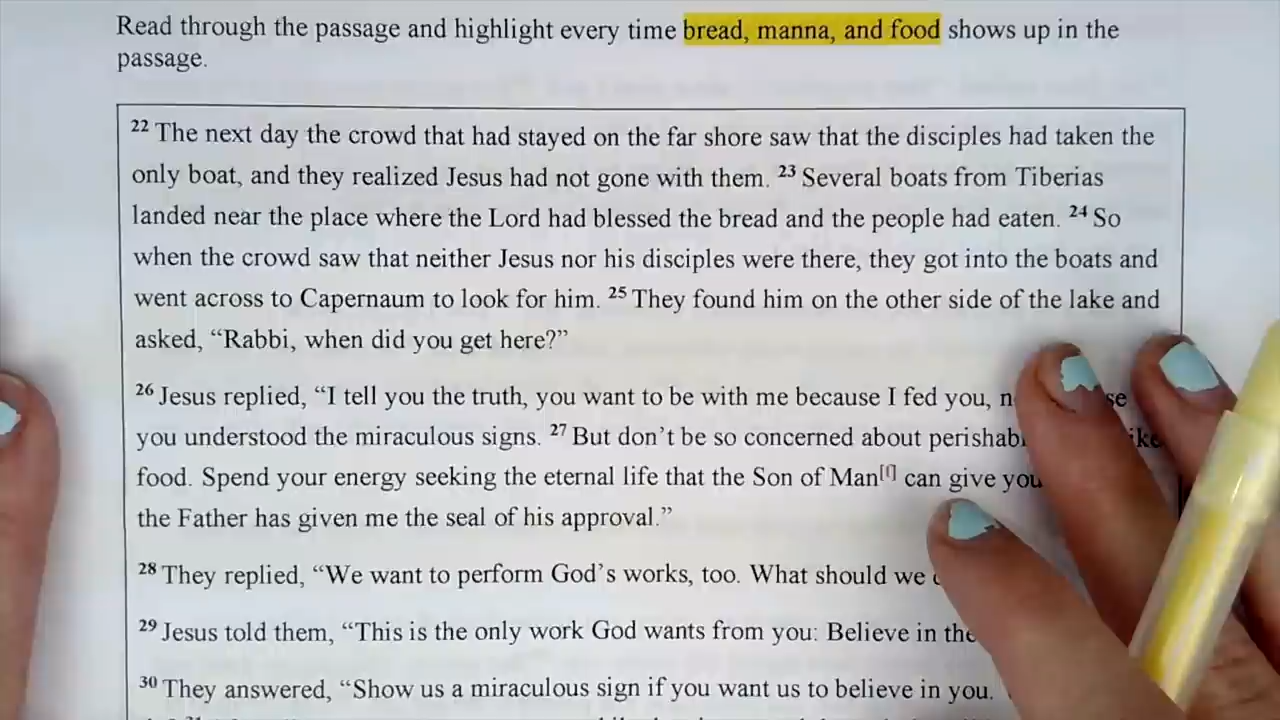 Read through the passage and highlight every time bread, manna, and food shows up in the
passage.
22 The next day the crowd that had stayed on the far shore saw that the disciples had taken the
only boat, and they realized Jesus had not gone with them. 23 Several boats from Tiberias
landed near the place where the Lord had blessed the bread and the people had eaten. 24 So
when the crowd saw that neither Jesus nor his disciples were there, they got into the boats and
went across to Capernaum to look for him. 25 They found him on the other side of the lake and
asked, “Rabbi, when did you get here?”
26 Jesus replied, “I tell you the truth, you want to be with me because I fed you,
you understood the miraculous signs. 27 But don’t be so concerned about
food. Spend your energy seeking the eternal life that the Son of Man[f] can give you
the Father has given me the seal of his approval.”
28 They replied, “We want to perform God’s works, too. What should we
29 Jesus told them, “This is the only work God wants from you: Believe in the
30 They answered, “Show us a miraculous sign if you want us to believe in you.